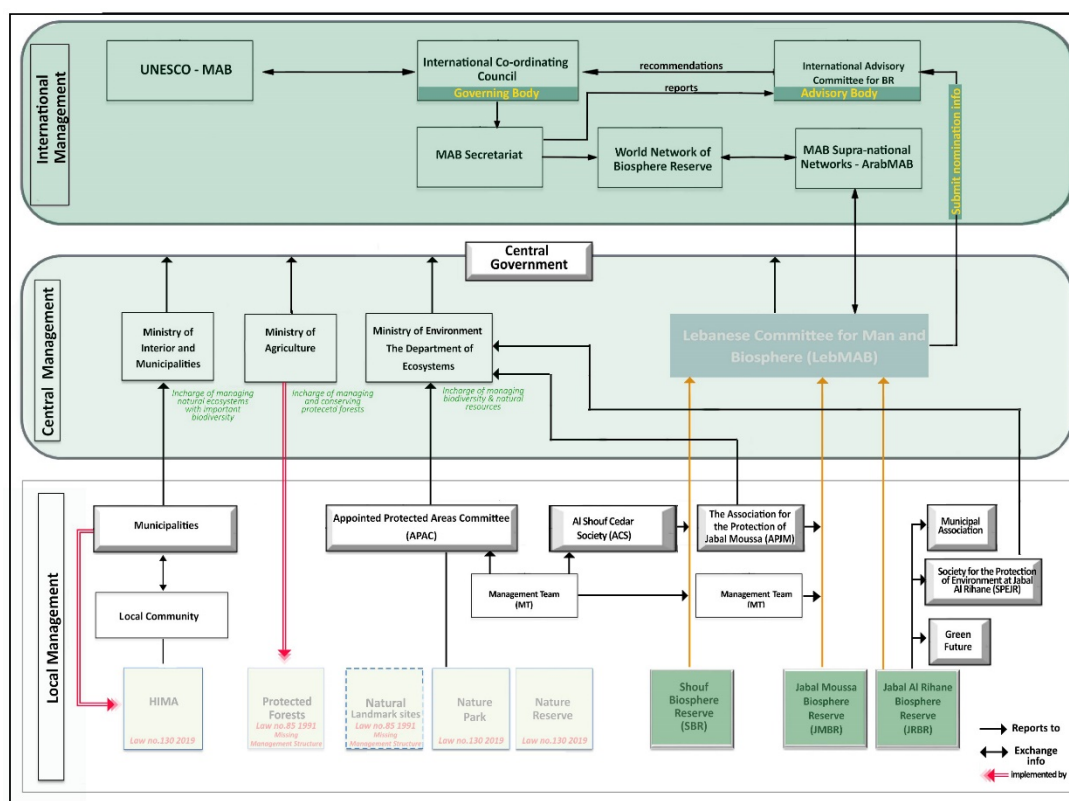 International Management
UNESCO - MAB
International Co-ordinating
Council
Governing Body
recommendations
reports
International Advisory
Committee for BR
Advisory Body
Submit nomination info
MAB Secretariat
World Network of
Biosphere Reserve
MAB Supra-national
Networks - ArabMAB
Central Management
Central
Government
Ministry of
Interior and
Municipalities
Incharge of managing
natural ecosystems
with important
biodiversity
Ministry of
Agriculture
Incharge of managing
and conserving
proteceta forests
Ministry of Environment
The Department of
Ecosystems
Incharge of managing
biodiversity & natural
resources
Lebanese Committee for Man and
Biosphere (LebMAB)
Local Management
Municipalities
Appointed Protected Areas Committee
(APAC)
Al Shouf Cedar
Society (ACS)
The Association for
the Protection of
Jabal Moussa (APJM)
Municipal
Association
Society for the Protection
of Environment at Jabal
Al Rihane (SPEJR)
Green
Future
Local Community
Management Team
(MT)
Management Team
(MT)
HIMA
Law no.130 2019
Protected
Forests
Law no.85 1991
Missing
Management Structure
Natural
Landmark sites
Law no.85 1991
Missing
Management Structure
Nature
Park
Law no.130 2019
Nature
Reserve
Law no.130 2019
Shouf
Biosphere
Reserve
(SBR)
Jabal Moussa
Biosphere
Reserve
(JMBR)
Jabal Al Rihane
Biosphere
Reserve
(JRBR)
Reports to
Exchange
info
implemented by